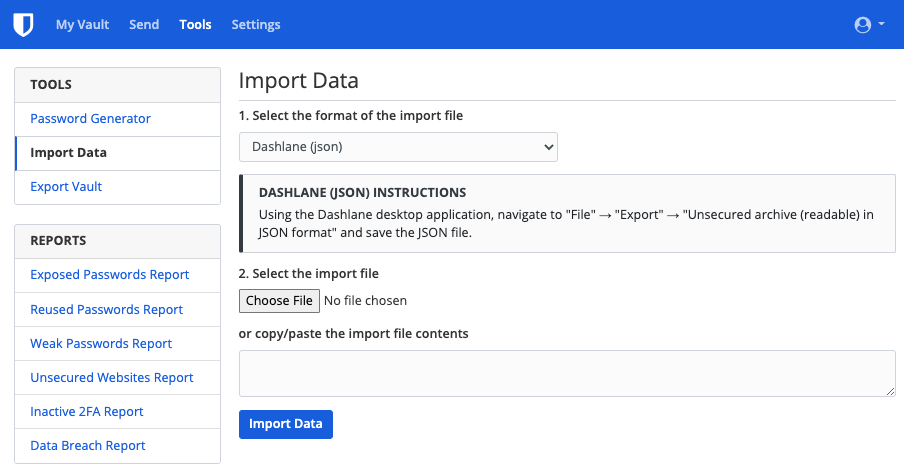 My Vault Send Tools Settings
TOOLS
Password Generator
Import Data
Export Vault
REPORTS
Exposed Passwords Report
Reused Passwords Report
Weak Passwords Report
Unsecured Websites Report
Inactive 2FA Report
Data Breach Report
Import Data
1. Select the format of the import file
Dashlane (json)
DASHLANE (JSON) INSTRUCTIONS
Using the Dashlane desktop application, navigate to "File" → "Export" → "Unsecured archive (readable) in
JSON format" and save the JSON file.
2. Select the import file
Choose File No file chosen
or copy/paste the import file contents
Import Data